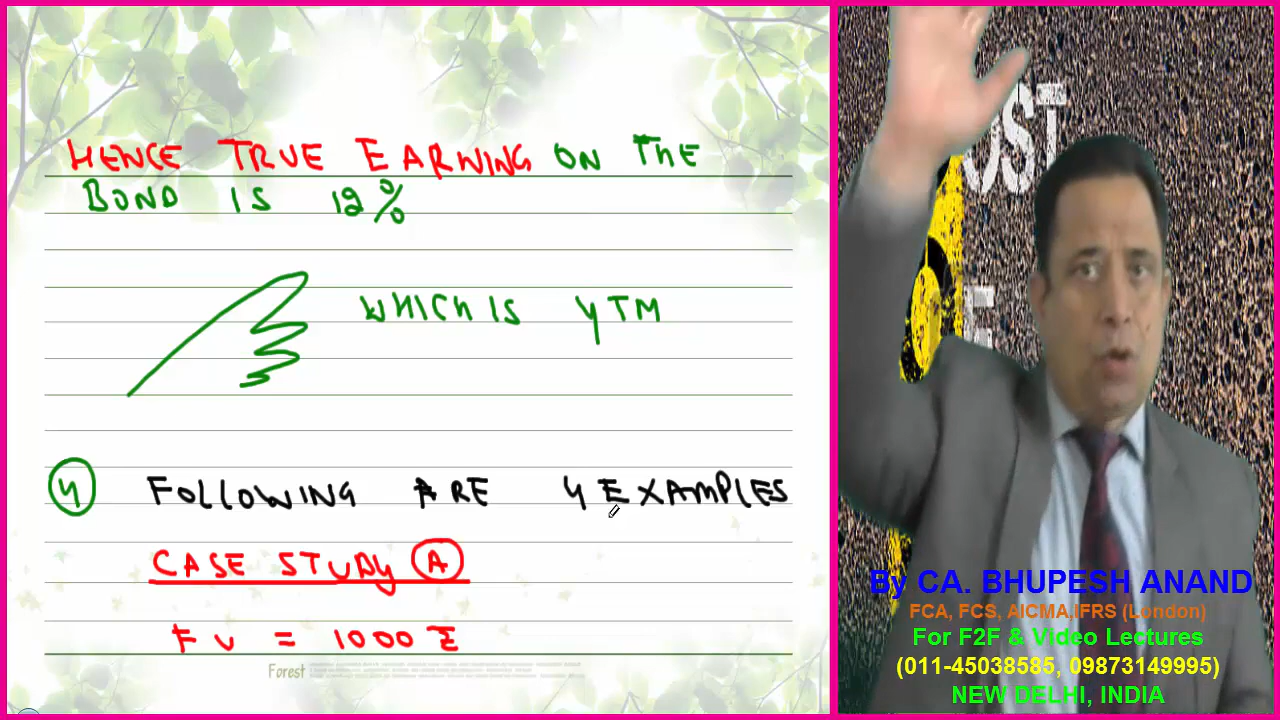 HENCE TRUE EARNING ON THE
BOND IS 12%
WHICH IS YTM
4 FOLLOWING ARE 4 EXAMPLES
CASE STUDY A
FV = 1000 ₹
Forest
By CA. BHUPESH ANAND
FCA, FCS, AICMA,IFRS (London)
For F2F & Video Lectures
(011-45038585, 09873149995)
NEW DELHI, INDIA